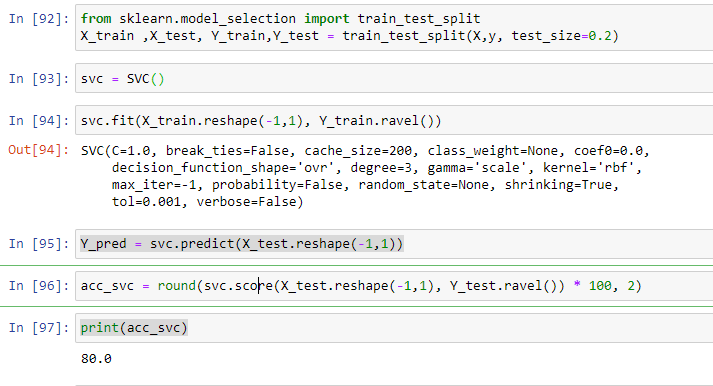 In [92]: from sklearn.model_selection import train_test_split
X_train ,X_test, Y_train,Y_test = train_test_split(X,y, test_size=0.2)
In [93]: svc = SVC()
In [94]: svc.fit(X_train.reshape(-1,1), Y_train.ravel())
Out[94]: SVC(C=1.0, break_ties=False, cache_size=200, class_weight=None, coef0=0.0,
decision_function_shape='ovr', degree=3, gamma='scale', kernel='rbf',
max_iter=-1, probability=False, random_state=None, shrinking=True,
tol=0.001, verbose=False)
In [95]: Y_pred = svc.predict(X_test.reshape(-1,1))
In [96]: acc_svc = round(svc.score(X_test.reshape(-1,1), Y_test.ravel()) * 100, 2)
In [97]: print(acc_svc)
80.0